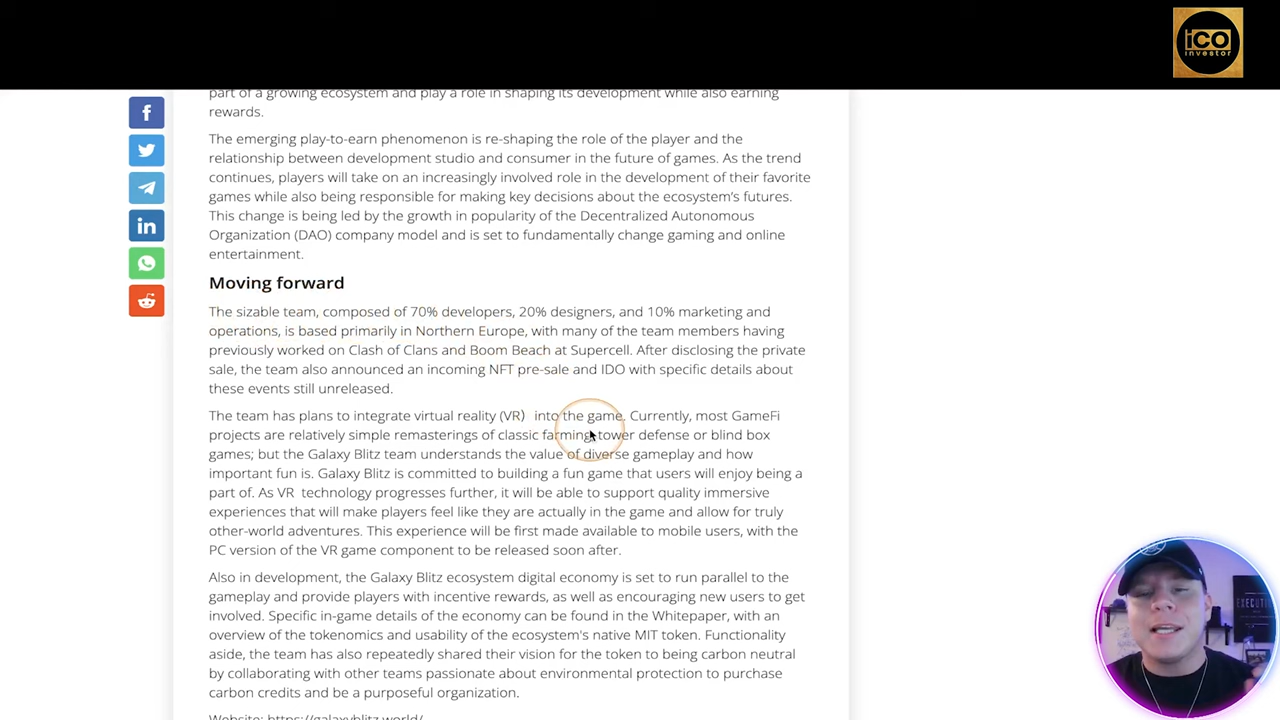 iCO
investor
part of a growing ecosystem and play a role in shaping its development while also earning
rewards.
The emerging play-to-earn phenomenon is re-shaping the role of the player and the
relationship between development studio and consumer in the future of games. As the trend
continues, players will take on an increasingly involved role in the development of their favorite
games while also being responsible for making key decisions about the ecosystem's futures.
This change is being led by the growth in popularity of the Decentralized Autonomous
Organization (DAO) company model and is set to fundamentally change gaming and online
entertainment.
Moving forward
The sizable team, composed of 70% developers, 20% designers, and 10% marketing and
operations, is based primarily in Northern Europe, with many of the team members having
previously worked on Clash of Clans and Boom Beach at Supercell. After disclosing the private
sale, the team also announced an incoming NFT pre-sale and IDO with specific details about
these events still unreleased.
The team has plans to integrate virtual reality (VR) into the game. Currently, most GameFi
projects are relatively simple remasterings of classic farming, tower defense or blind box
games; but the Galaxy Blitz team understands the value of diverse gameplay and how
important fun is. Galaxy Blitz is committed to building a fun game that users will enjoy being a
part of. As VR technology progresses further, it will be able to support quality immersive
experiences that will make players feel like they are actually in the game and allow for truly
other-world adventures. This experience will be first made available to mobile users, with the
PC version of the VR game component to be released soon after.
Also in development, the Galaxy Blitz ecosystem digital economy is set to run parallel to the
gameplay and provide players with incentive rewards, as well as encouraging new users to get
involved. Specific in-game details of the economy can be found in the Whitepaper, with an
overview of the tokenomics and usability of the ecosystem's native MIT token. Functionality
aside, the team has also repeatedly shared their vision for the token to being carbon neutral
by collaborating with other teams passionate about environmental protection to purchase
carbon credits and be a purposeful organization.
Website: https://galaxyblitz.world/